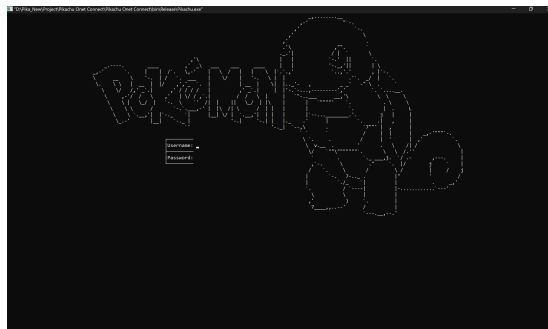 "D:\Pika_New\Project\Pikachu Onet Connect\Pikachu Onet Connect\bin\Release\Pikachu.exe"
PokéMoN
Username:
Password: